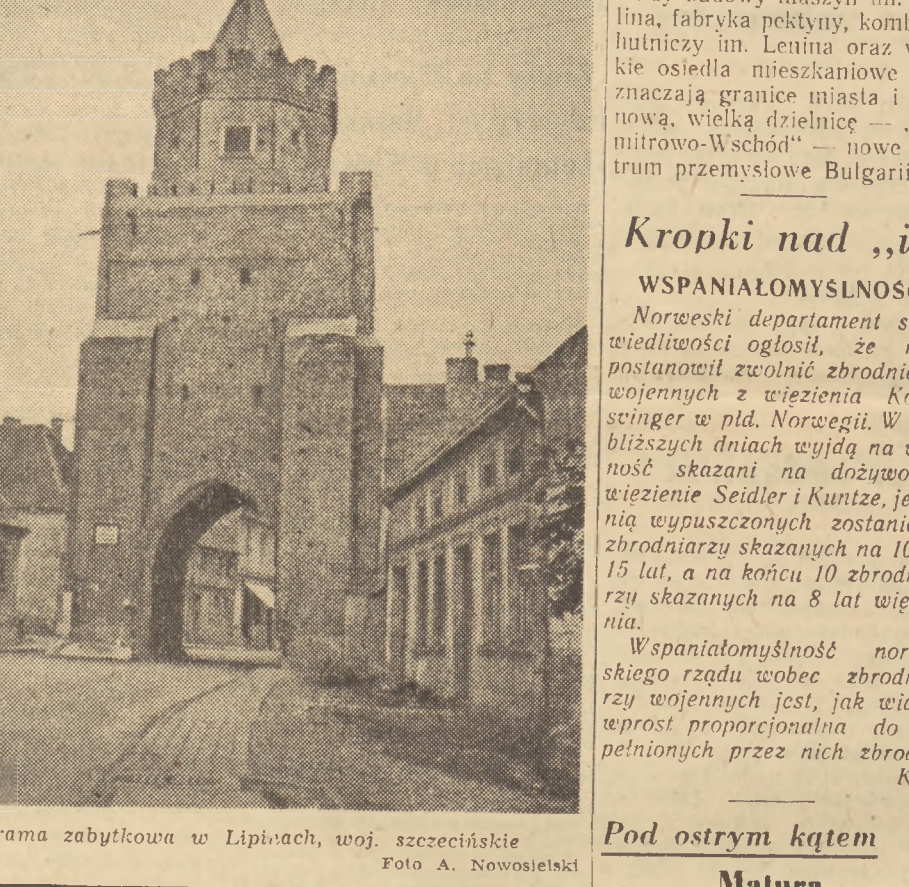 lina, fabryka pektyny, komb
hutniczy im. Lenina oraz w
kie osiedla mieszkaniowe
znaczają granice miasta i
nową, wielką dzielnicę —
mitrowo-Wschód“ — nowe
trum przemysłowe Bułgarii
Kropki nad „i
WSPANIAŁOMYŚLNOŚĆ
Norweski departament s
wiedliwości ogłosił, że
postanowił zwolnić zbrodnia
wojennych z więzienia Ko
svinger w płd. Norwegii. W
bliższych dniach wyjdą na w
ność skazani na dożywo
więzienie Seidler i Kuntze, je
nią wypuszczonych zostanie
zbrodniarzy skazanych na 10
15 lat, a na końcu 10 zbrodn
rzy skazanych na 8 lat wię
nia.
Wspaniałomyślność nor
skiego rządu wobec zbrodn
rzy wojennych jest, jak wid
wprost proporcjonalna do
pełnionych przez nich zbrod
K
rama zabytkowa w Lipinach, woj. szczecińskie
Foto A. Nowosielski
Pod ostrym kątem
Matura